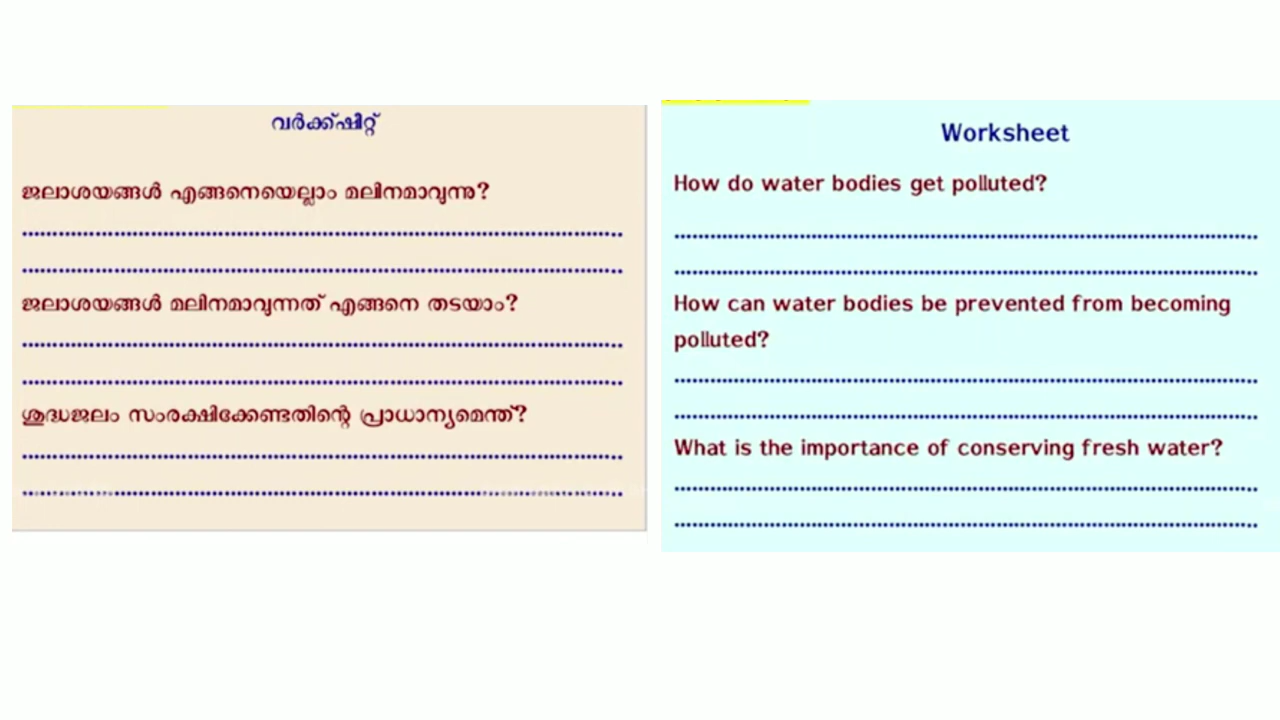 വർക്ക്ഷീറ്റ്
ജലാശയങ്ങൾ എങ്ങനെയെല്ലാം മലിനമാവുന്നു?
ജലാശയങ്ങൾ മലിനമാവുന്നത് എങ്ങനെ തടയാം?
ശുദ്ധജലം സംരക്ഷിക്കേണ്ടതിന്റെ പ്രാധാന്യമെന്ത്?
Worksheet
How do water bodies get polluted?
How can water bodies be prevented from becoming
polluted?
What is the importance of conserving fresh water?